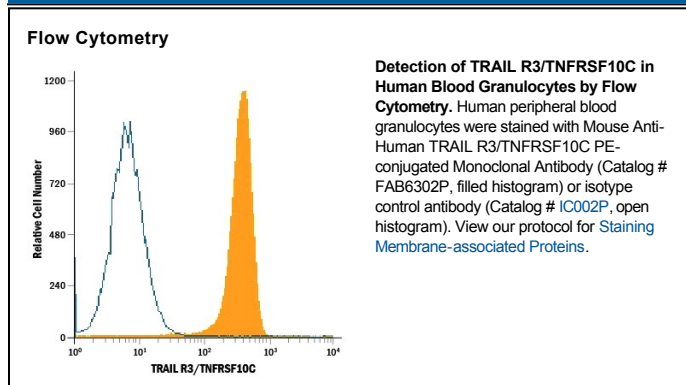 Flow Cytometry
1200
960
720
480
240
0
Relative Cell Number
10⁰ 10¹ 10² 10³ 10⁴
TRAIL R3/TNFRSF10C
Detection of TRAIL R3/TNFRSF10C in
Human Blood Granulocytes by Flow
Cytometry. Human peripheral blood
granulocytes were stained with Mouse Anti-
Human TRAIL R3/TNFRSF10C PE-
conjugated Monoclonal Antibody (Catalog #
FAB6302P, filled histogram) or isotype
control antibody (Catalog # IC002P, open
histogram). View our protocol for Staining
Membrane-associated Proteins.